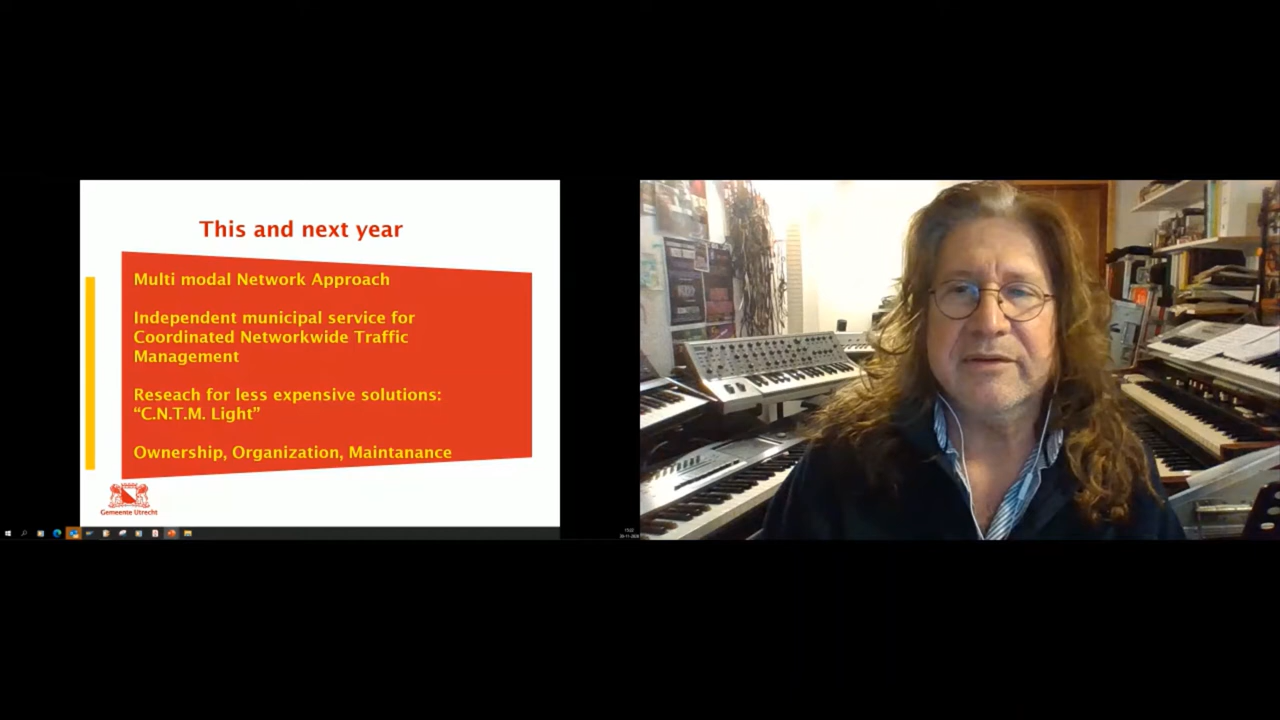 This and next year
Multi modal Network Approach
Independent municipal service for
Coordinated Networkwide Traffic
Management
Reseach for less expensive solutions:
“C.N.T.M. Light”
Ownership, Organization, Maintanance
Gemeente Utrecht